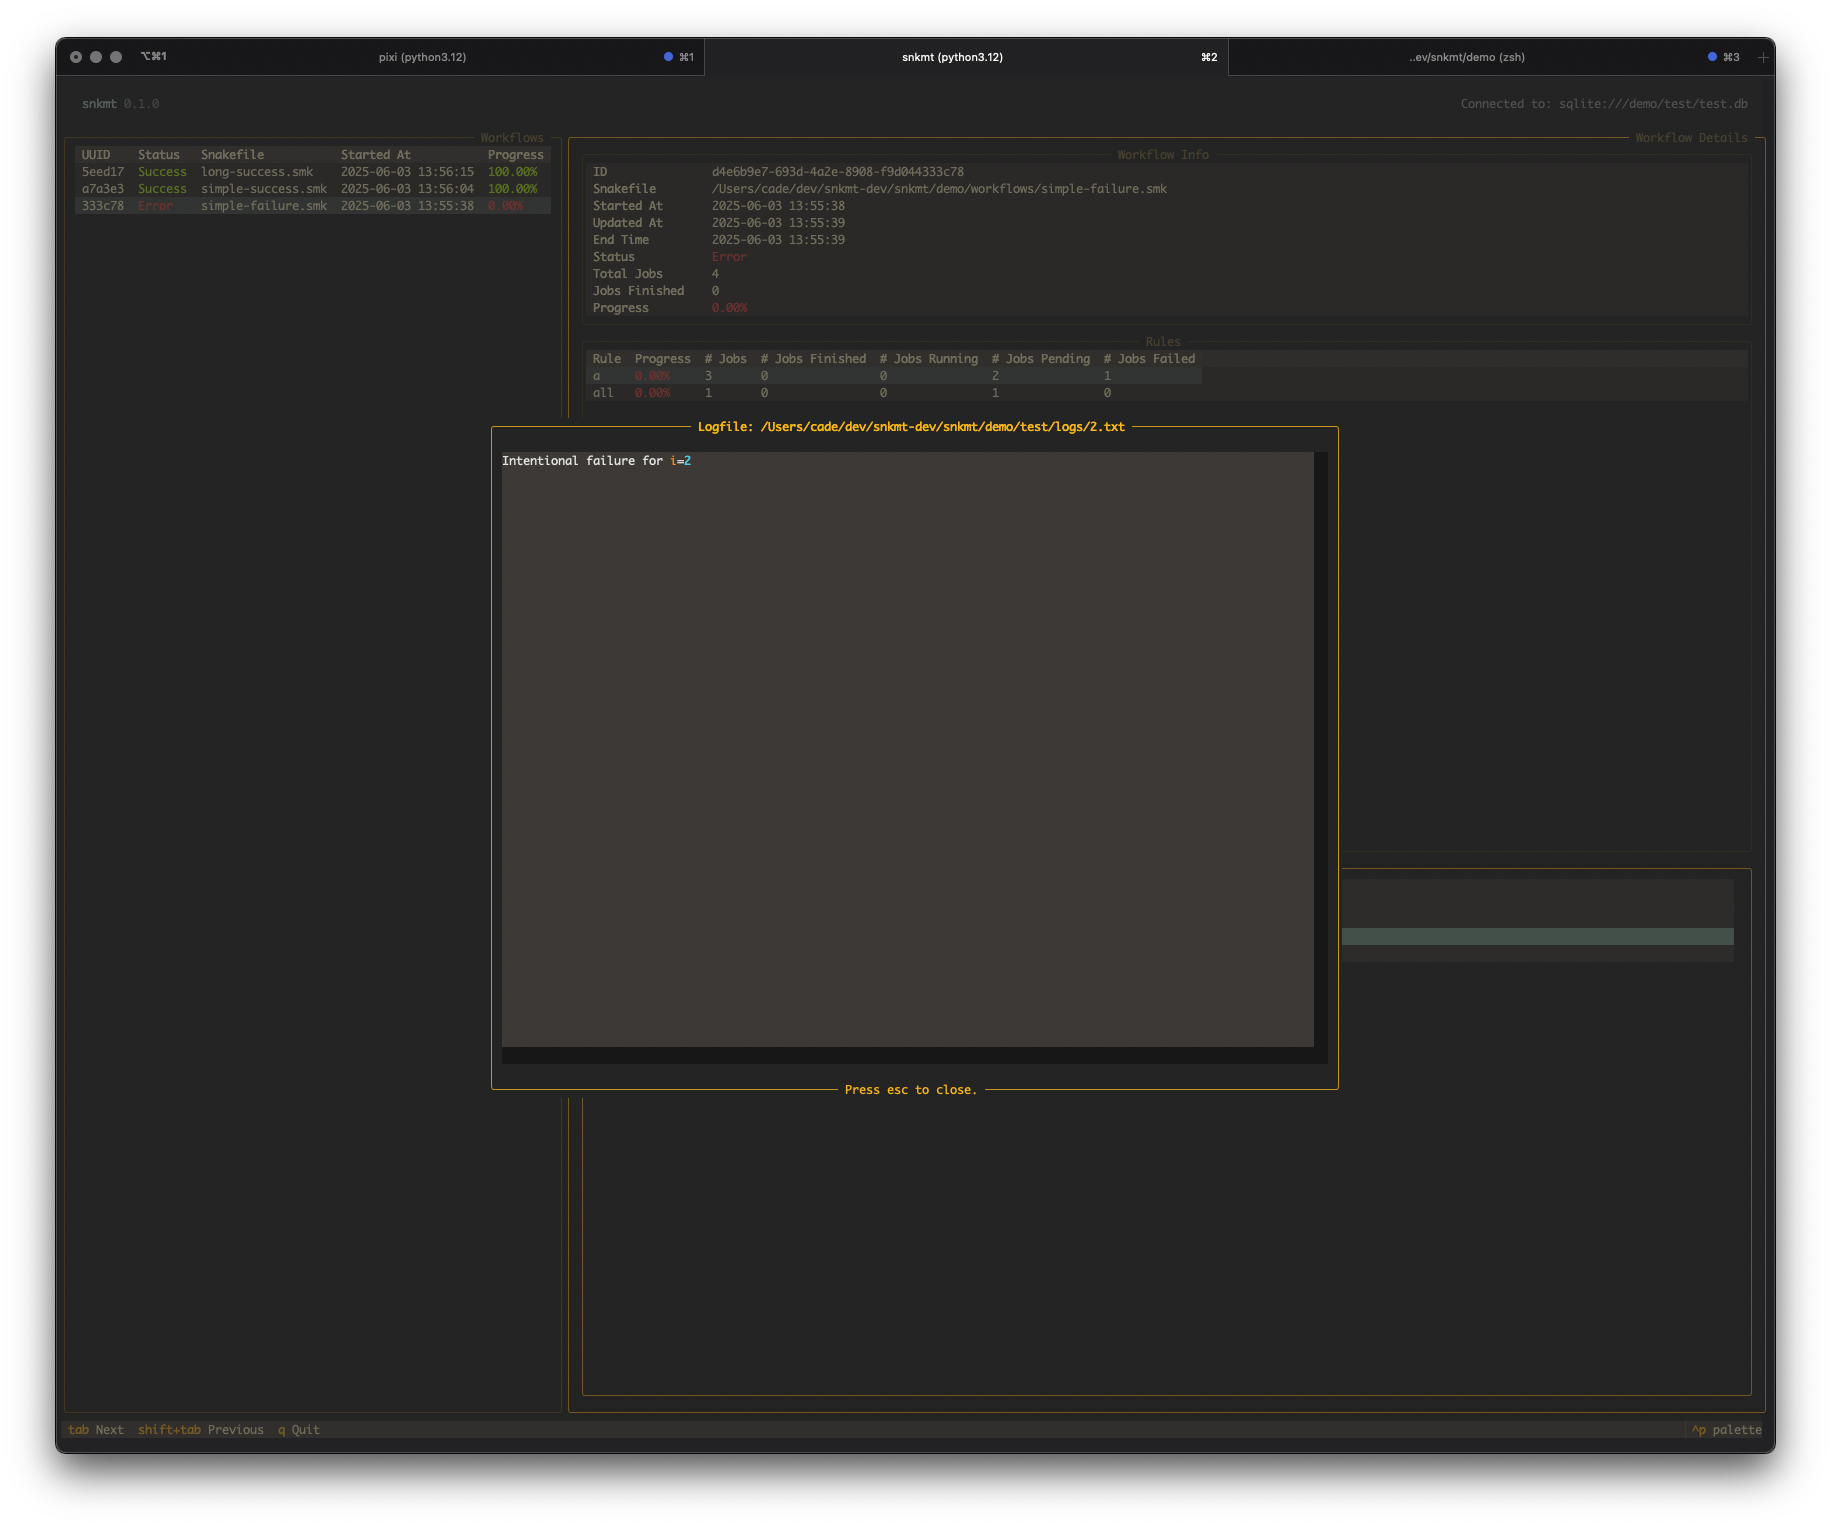 ⌥⌘1 pixi (python3.12) ⌘1 snkmt (python3.12) ⌘2 ..ev/snkmt/demo (zsh) ⌘3 +
snkmt 0.1.0 Connected to: sqlite:///demo/test/test.db
Workflows
UUID Status Snakefile Started At Progress
5eed17 Success long-success.smk 2025-06-03 13:56:15 100.00%
a7a3e3 Success simple-success.smk 2025-06-03 13:56:04 100.00%
333c78 Error simple-failure.smk 2025-06-03 13:55:38 0.00%
Workflow Details
Workflow Info
ID d4e6b9e7-693d-4a2e-8908-f9d044333c78
Snakefile /Users/cade/dev/snkmt-dev/snkmt/demo/workflows/simple-failure.smk
Started At 2025-06-03 13:55:38
Updated At 2025-06-03 13:55:39
End Time 2025-06-03 13:55:39
Status Error
Total Jobs 4
Jobs Finished 0
Progress 0.00%
Rules
Rule Progress # Jobs # Jobs Finished # Jobs Running # Jobs Pending # Jobs Failed
a 0.00% 3 0 0 2 1
all 0.00% 1 0 0 1 0
Logfile: /Users/cade/dev/snkmt-dev/snkmt/demo/test/logs/2.txt
Intentional failure for i=2
Press esc to close.
tab Next shift+tab Previous q Quit ^p palette